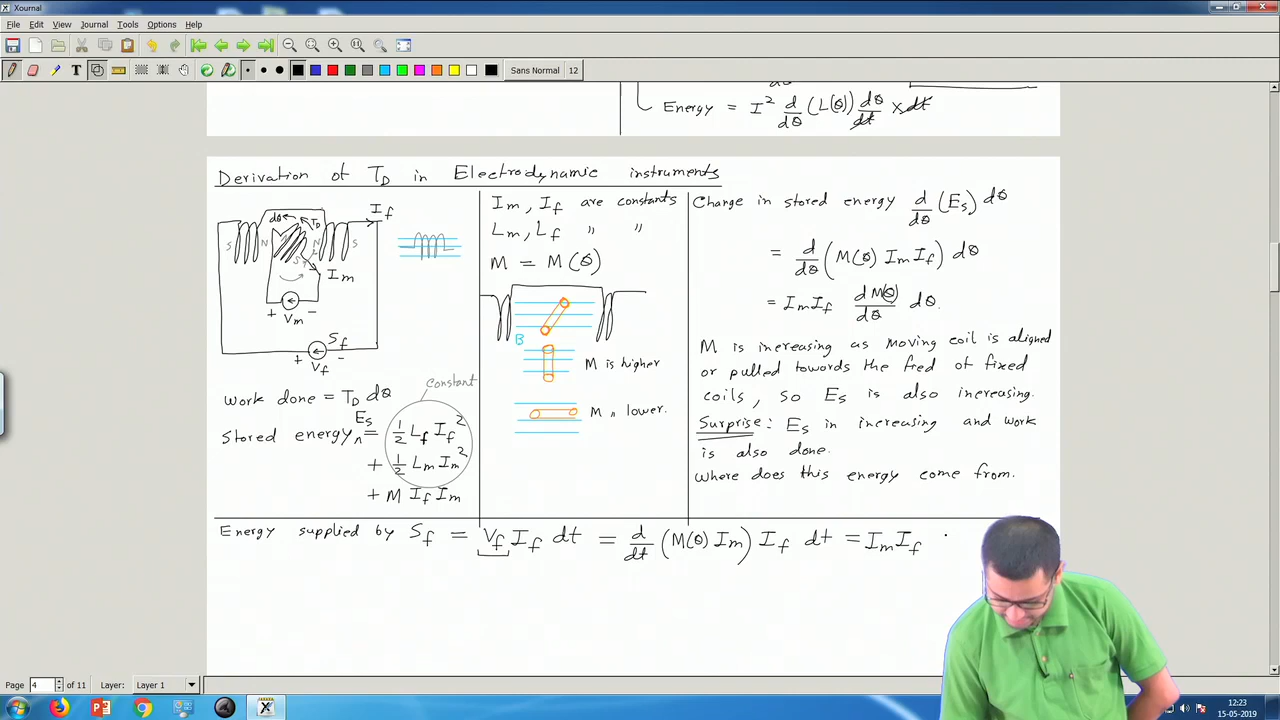 Xournal
File Edit View Journal Tools Options Help
Sans Normal 12
Energy = I² d/dθ (L(θ)) dθ/dt × dt
Derivation of T_D in Electrodynamic instruments
I_f
dθ
T_D
S N N S
S
I_m
+ V_m -
S_f
+ V_f -
work done = T_D dθ
constant
E_s
Stored energy ∧ = 1/2 L_f I_f²
+ 1/2 L_m I_m²
+ M I_f I_m
I_m, I_f are constants
L_m, L_f " "
M = M(θ)
B
M is higher
M " lower.
Change in stored energy d/dθ (E_s) dθ
= d/dθ (M(θ) I_m I_f) dθ
= I_m I_f dM(θ)/dθ dθ.
M is increasing as moving coil is aligned
or pulled towards the fied of fixed
coils, so E_s is also increasing.
Surprise: E_s in increasing and work
is also done.
Where does this energy come from.
Energy supplied by S_f = V_f I_f dt = d/dt (M(θ) I_m) I_f dt = I_m I_f
Page 4 of 11 Layer: Layer 1
12:23
15-05-2019